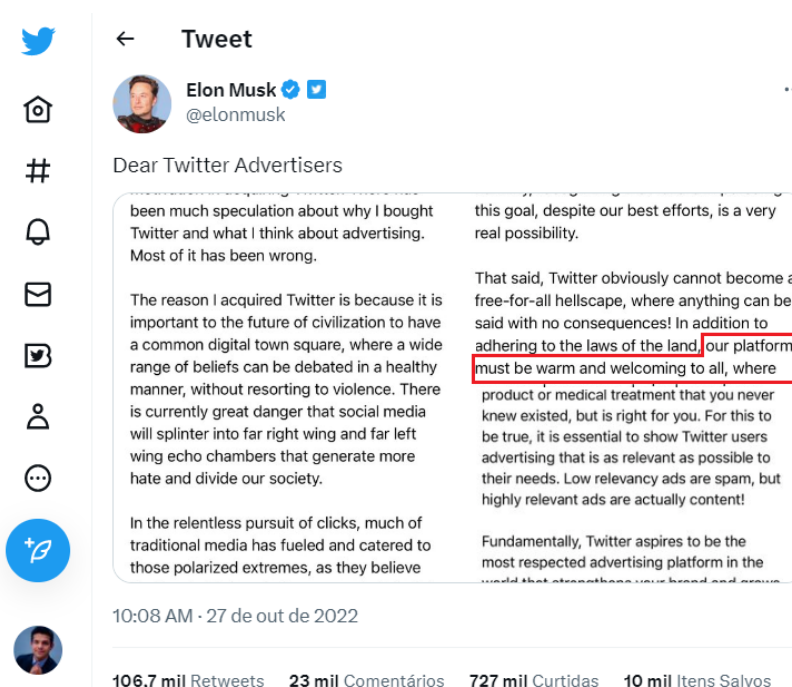 Tweet
Elon Musk
@elonmusk
Dear Twitter Advertisers
been much speculation about why I bought
Twitter and what I think about advertising.
Most of it has been wrong.
The reason I acquired Twitter is because it is
important to the future of civilization to have
a common digital town square, where a wide
range of beliefs can be debated in a healthy
manner, without resorting to violence. There
is currently great danger that social media
will splinter into far right wing and far left
wing echo chambers that generate more
hate and divide our society.
In the relentless pursuit of clicks, much of
traditional media has fueled and catered to
those polarized extremes, as they believe
this goal, despite our best efforts, is a very
real possibility.
That said, Twitter obviously cannot become a
free-for-all hellscape, where anything can be
said with no consequences! In addition to
adhering to the laws of the land, our platform
must be warm and welcoming to all, where
product or medical treatment that you never
knew existed, but is right for you. For this to
be true, it is essential to show Twitter users
advertising that is as relevant as possible to
their needs. Low relevancy ads are spam, but
highly relevant ads are actually content!
Fundamentally, Twitter aspires to be the
most respected advertising platform in the
world that strengthens your brand and grows
10:08 AM · 27 de out de 2022
106,7 mil Retweets 23 mil Comentários 727 mil Curtidas 10 mil Itens Salvos